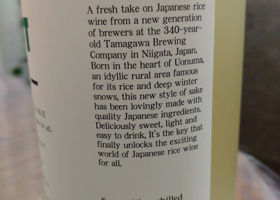 A fresh take on Japanese rice
wine from a new generation
of brewers at the 340-year-
old Tamagawa Brewing
Company in Niigata, Japan.
Born in the heart of Uonuma,
an idyllic rural area famous
for its rice and deep winter
snows, this new style of sake
has been lovingly made with
quality Japanese ingredients.
Deliciously sweet, light and
easy to drink, It's the key that
finally unlocks the exciting
world of Japanese rice wine
for all.